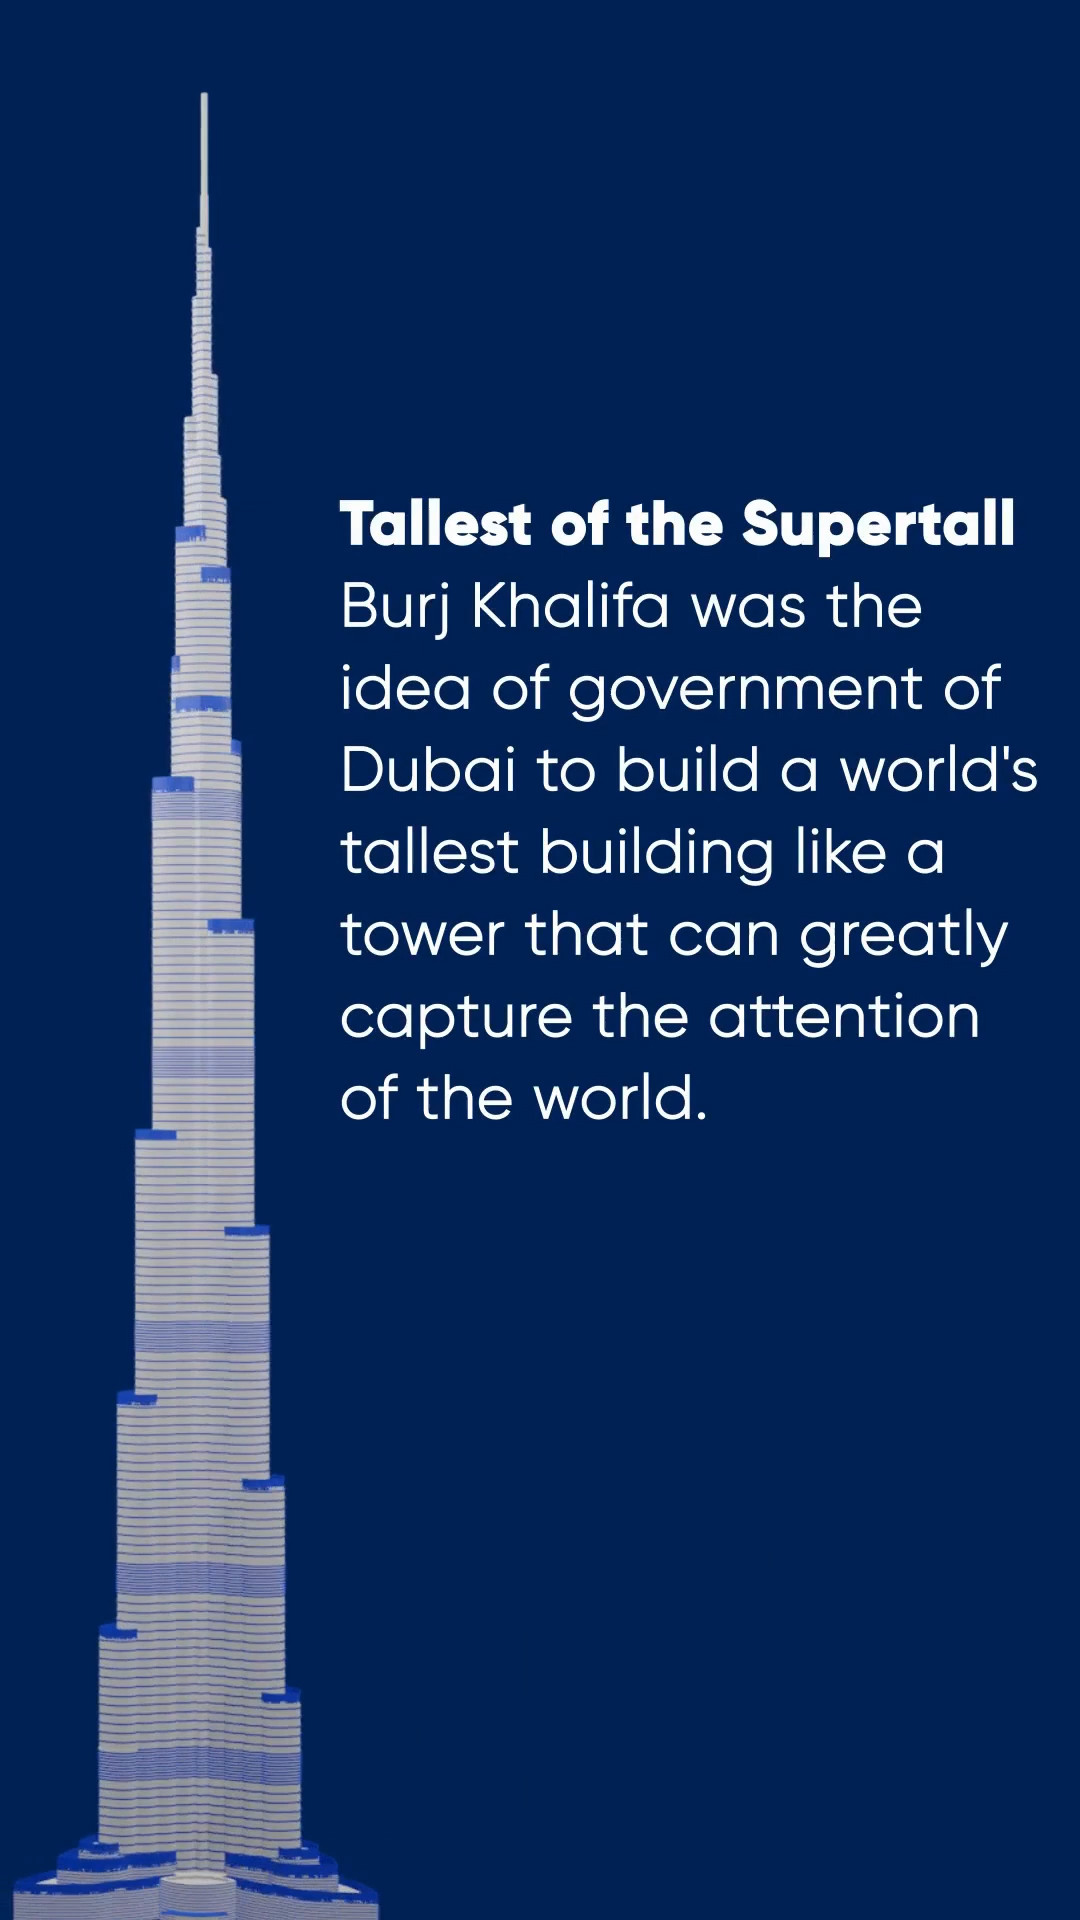 Tallest of the Supertall
Burj Khalifa was the
idea of government of
Dubai to build a world's
tallest building like a
tower that can greatly
capture the attention
of the world.